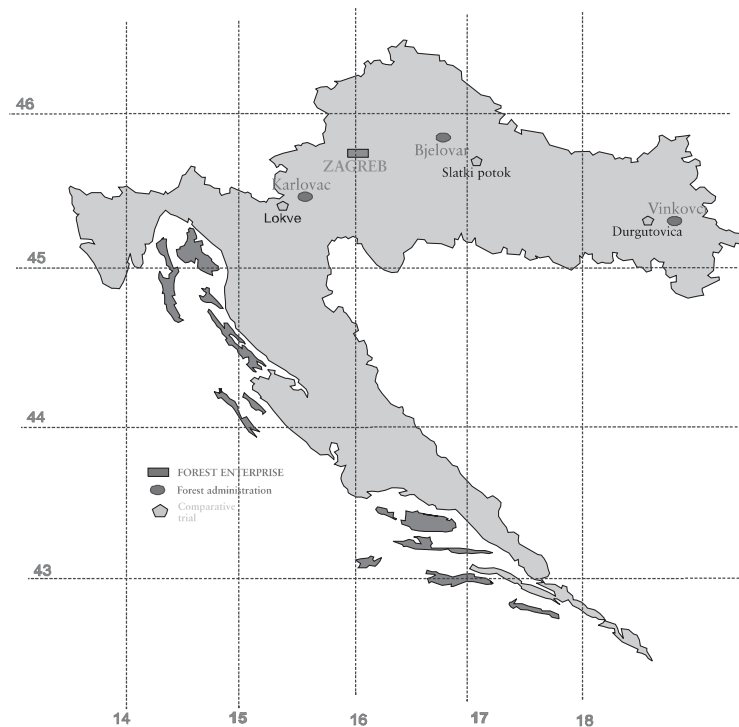 46
Bjelovar
ZAGREB
Slatki potok
Karlovac
Lokve
Vinkovc
Durgutovica
45
44
FOREST ENTERPRISE
Forest administration
Comparative
trial
43
14
15
16
17
18